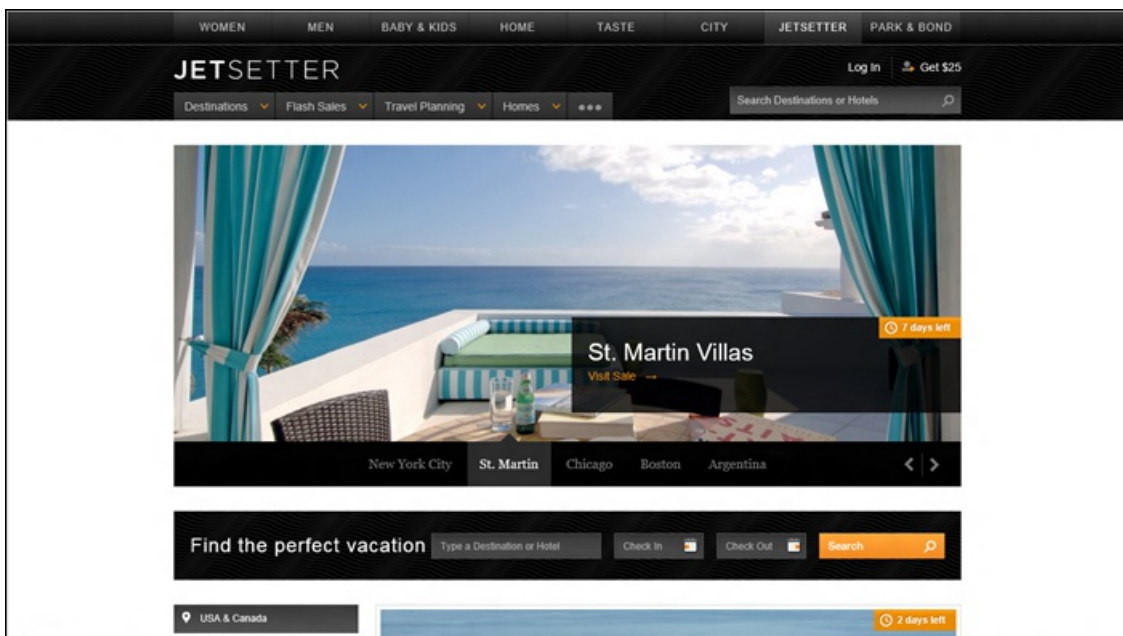 WOMEN MEN BABY & KIDS HOME TASTE CITY JETSETTER PARK & BOND
JETSETTER
Log In Get $25
Destinations Flash Sales Travel Planning Homes
Search Destinations or Hotels
7 days left
St. Martin Villas
Visit Sale →
New York City St. Martin Chicago Boston Argentina
Find the perfect vacation Type a Destination or Hotel Check In Check Out Search
USA & Canada
2 days left